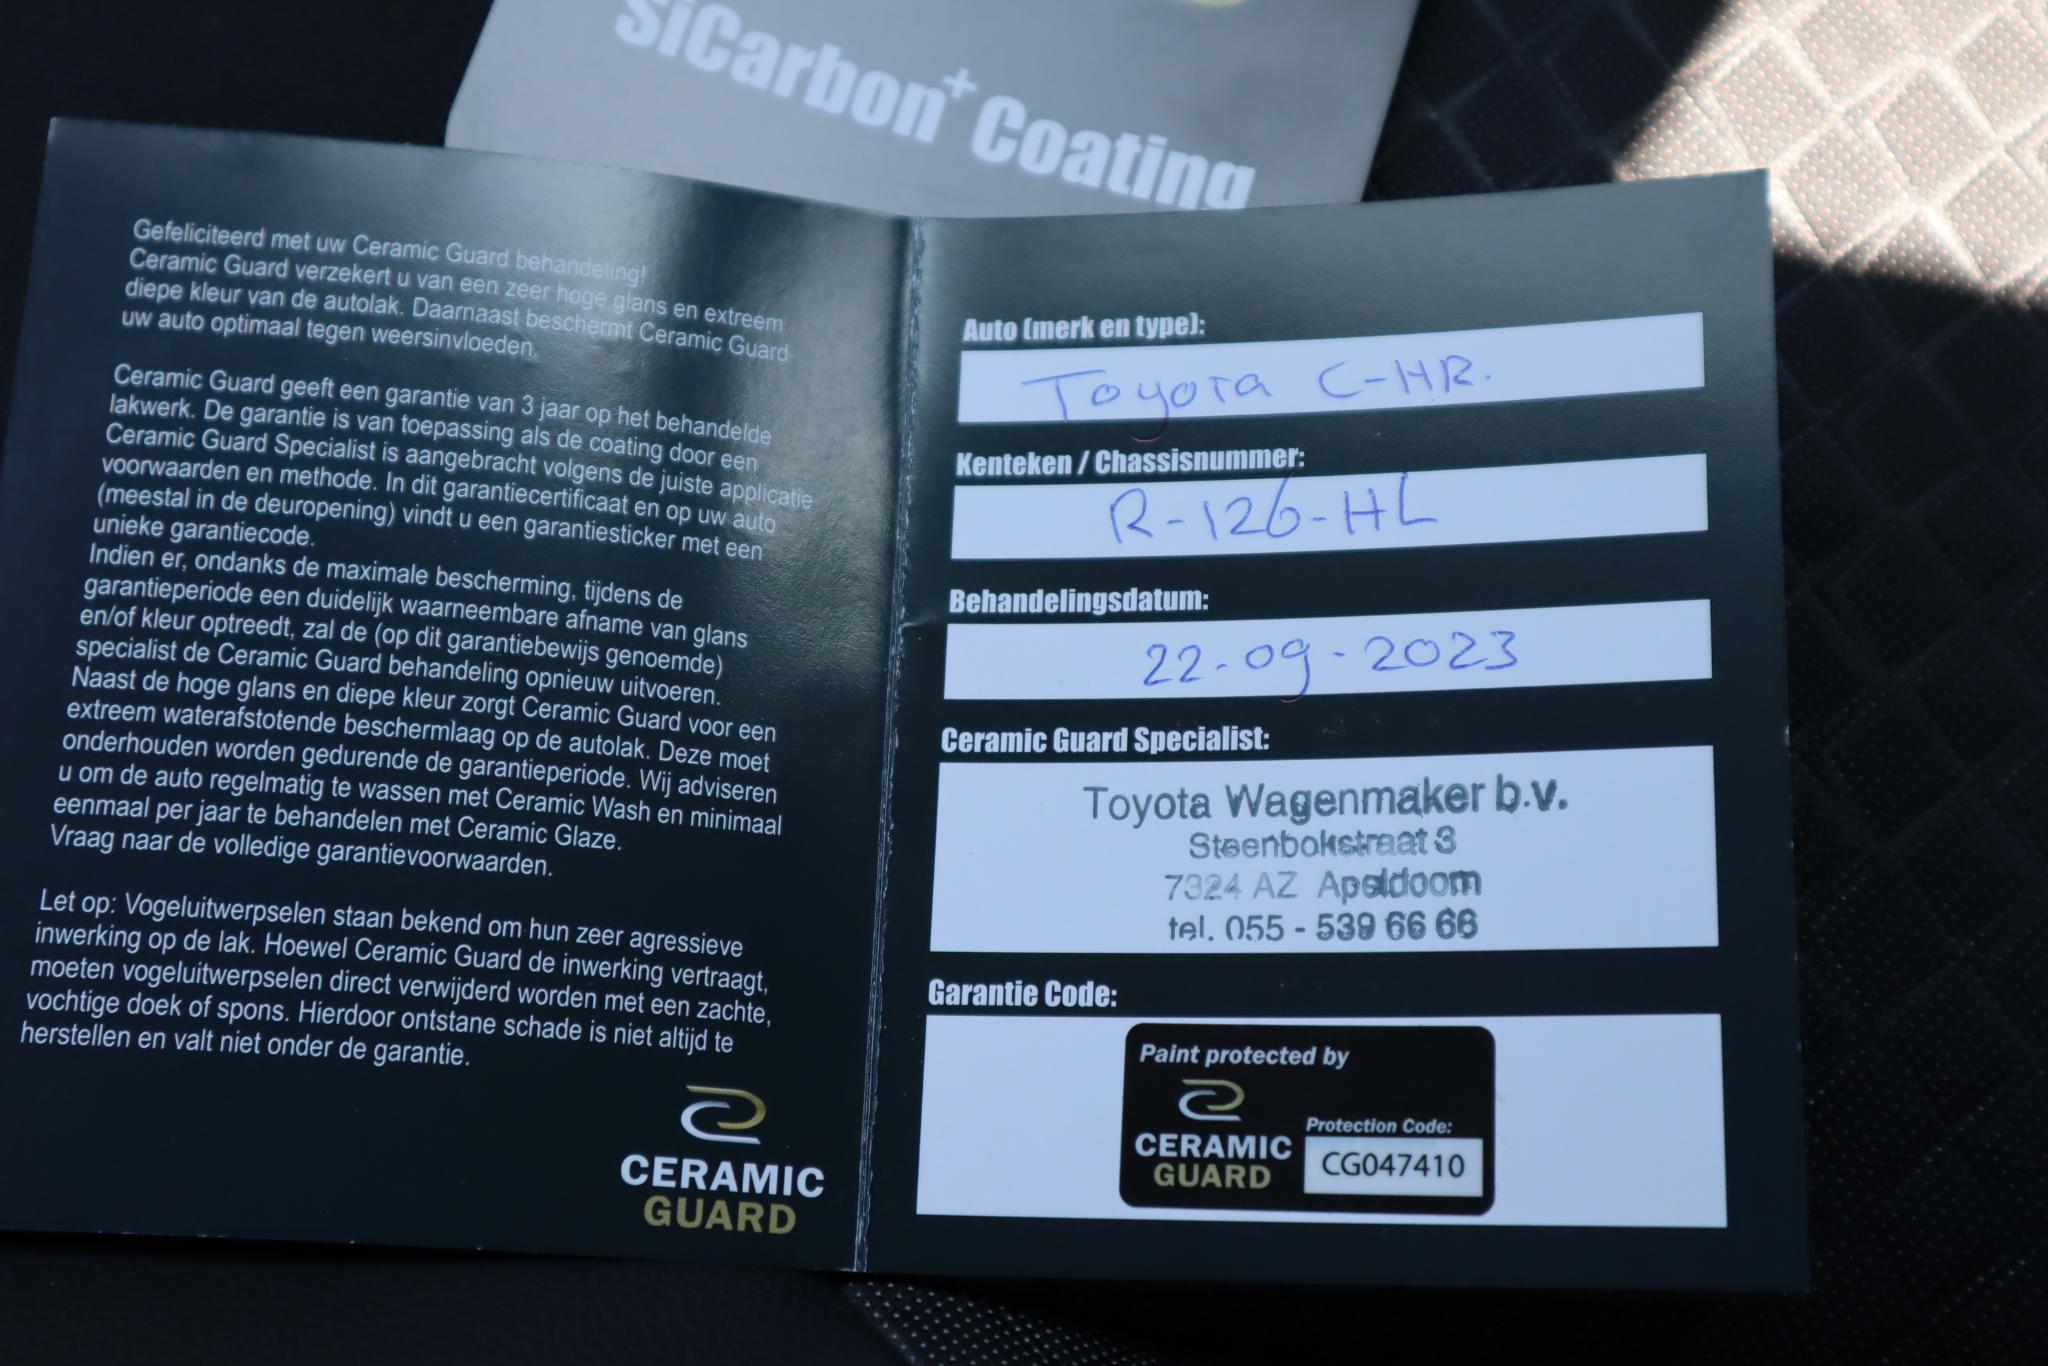 SiCarbon+ Coating
Gefeliciteerd met uw Ceramic Guard behandeling!
Ceramic Guard verzekert u van een zeer hoge glans en extreem
diepe kleur van de autolak. Daarnaast beschermt Ceramic Guard
uw auto optimaal tegen weersinvloeden.
Ceramic Guard geeft een garantie van 3 jaar op het behandelde
lakwerk. De garantie is van toepassing als de coating door een
Ceramic Guard Specialist is aangebracht volgens de juiste applicatie
voorwaarden en methode. In dit garantiecertificaat en op uw auto
(meestal in de deuropening) vindt u een garantiesticker met een
unieke garantiecode.
Indien er, ondanks de maximale bescherming, tijdens de
garantieperiode een duidelijk waarneembare afname van glans
en/of kleur optreedt, zal de (op dit garantiebewijs genoemde)
specialist de Ceramic Guard behandeling opnieuw uitvoeren.
Naast de hoge glans en diepe kleur zorgt Ceramic Guard voor een
extreem waterafstotende beschermlaag op de autolak. Deze moet
onderhouden worden gedurende de garantieperiode. Wij adviseren
u om de auto regelmatig te wassen met Ceramic Wash en minimaal
eenmaal per jaar te behandelen met Ceramic Glaze.
Vraag naar de volledige garantievoorwaarden.
Let op: Vogeluitwerpselen staan bekend om hun zeer agressieve
inwerking op de lak. Hoewel Ceramic Guard de inwerking vertraagt,
moeten vogeluitwerpselen direct verwijderd worden met een zachte,
vochtige doek of spons. Hierdoor ontstane schade is niet altijd te
herstellen en valt niet onder de garantie.
CERAMIC
GUARD
Auto (merk en type):
Toyota C-HR.
Kenteken / Chassisnummer:
R-126-HL
Behandelingsdatum:
22-09-2023
Ceramic Guard Specialist:
Toyota Wagenmaker b.v.
Steenbokstraat 3
7324 AZ Apeldoorn
tel. 055 - 539 66 66
Garantie Code:
Paint protected by
CERAMIC
GUARD
Protection Code:
CG047410